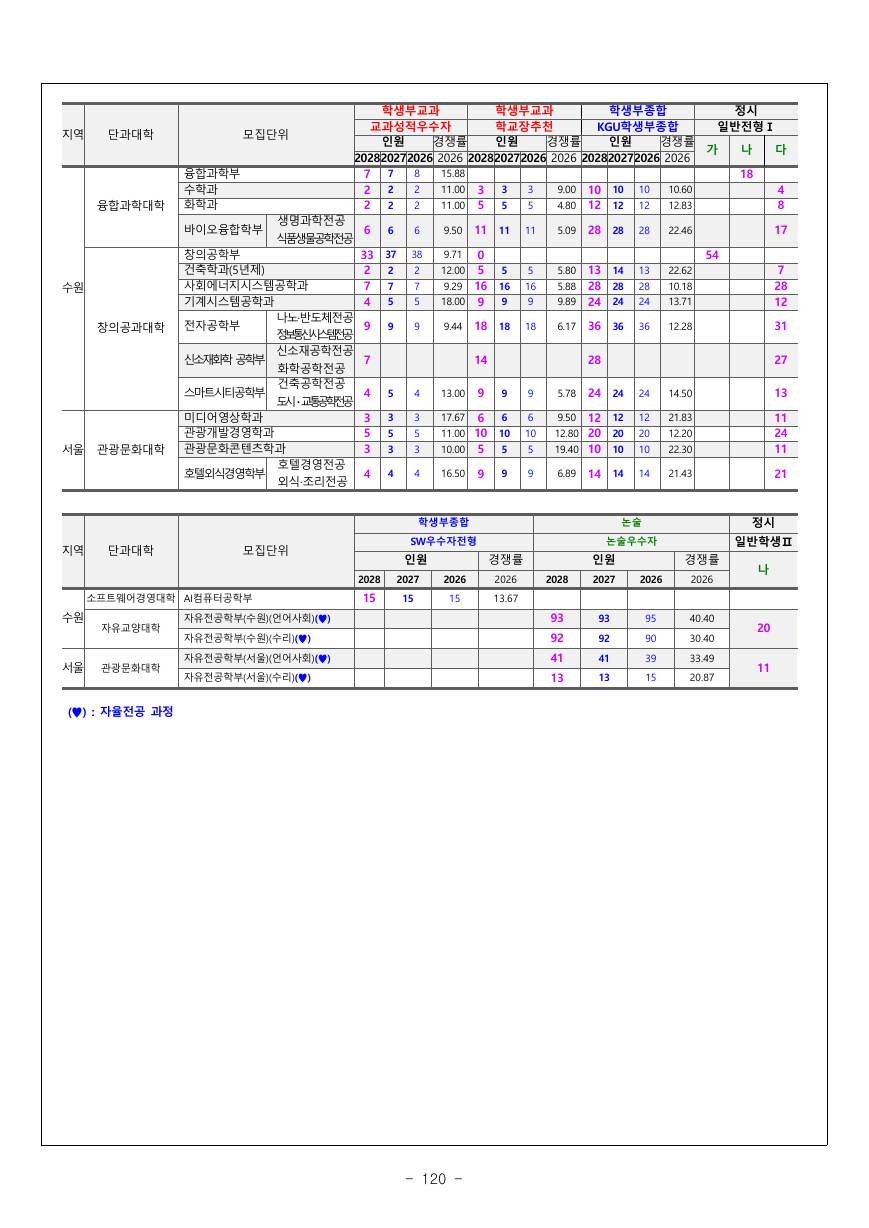 지역 단과대학 모집단위 학생부교과 학생부교과 학생부종합 정시
교과성적우수자 학교장추천 KGU학생부종합 일반전형 I
인원 경쟁률 인원 경쟁률 인원 경쟁률 가 나 다
2028 2027 2026 2026 2028 2027 2026 2026 2028 2027 2026 2026
수원 융합과학대학 융합과학부 7 7 8 15.88 18
수학과 2 2 2 11.00 3 3 3 9.00 10 10 10 10.60 4
화학과 2 2 2 11.00 5 5 5 4.80 12 12 12 12.83 8
바이오융합학부 생명과학전공 6 6 6 9.50 11 11 11 5.09 28 28 28 22.46 17
식품생물공학전공
창의공과대학 창의공학부 33 37 38 9.71 0 54
건축학과(5년제) 2 2 2 12.00 5 5 5 5.80 13 14 13 22.62 7
사회에너지시스템공학과 7 7 7 9.29 16 16 16 5.88 28 28 28 10.18 28
기계시스템공학과 4 5 5 18.00 9 9 9 9.89 24 24 24 13.71 12
전자공학부 나노·반도체전공 9 9 9 9.44 18 18 18 6.17 36 36 36 12.28 31
정보통신시스템전공
신소재화학 공학부 신소재공학전공 7 14 28 27
화학공학전공
스마트시티공학부 건축공학전공 4 5 4 13.00 9 9 9 5.78 24 24 24 14.50 13
도시·교통공학전공
서울 관광문화대학 미디어영상학과 3 3 3 17.67 6 6 6 9.50 12 12 12 21.83 11
관광개발경영학과 5 5 5 11.00 10 10 10 12.80 20 20 20 12.20 24
관광문화콘텐츠학과 3 3 3 10.00 5 5 5 19.40 10 10 10 22.30 11
호텔외식경영학부 호텔경영전공 4 4 4 16.50 9 9 9 6.89 14 14 14 21.43 21
외식·조리전공
지역 단과대학 모집단위 학생부종합 논술 정시
SW우수자전형 논술우수자 일반학생Ⅱ
인원 경쟁률 인원 경쟁률 나
2028 2027 2026 2026 2028 2027 2026 2026
수원 소프트웨어경영대학 AI컴퓨터공학부 15 15 15 13.67
자유교양대학 자유전공학부(수원)(언어사회)(♥) 93 93 95 40.40 20
자유전공학부(수원)(수리)(♥) 92 92 90 30.40
서울 관광문화대학 자유전공학부(서울)(언어사회)(♥) 41 41 39 33.49 11
자유전공학부(서울)(수리)(♥) 13 13 15 20.87
(♥) : 자율전공 과정
- 120 -